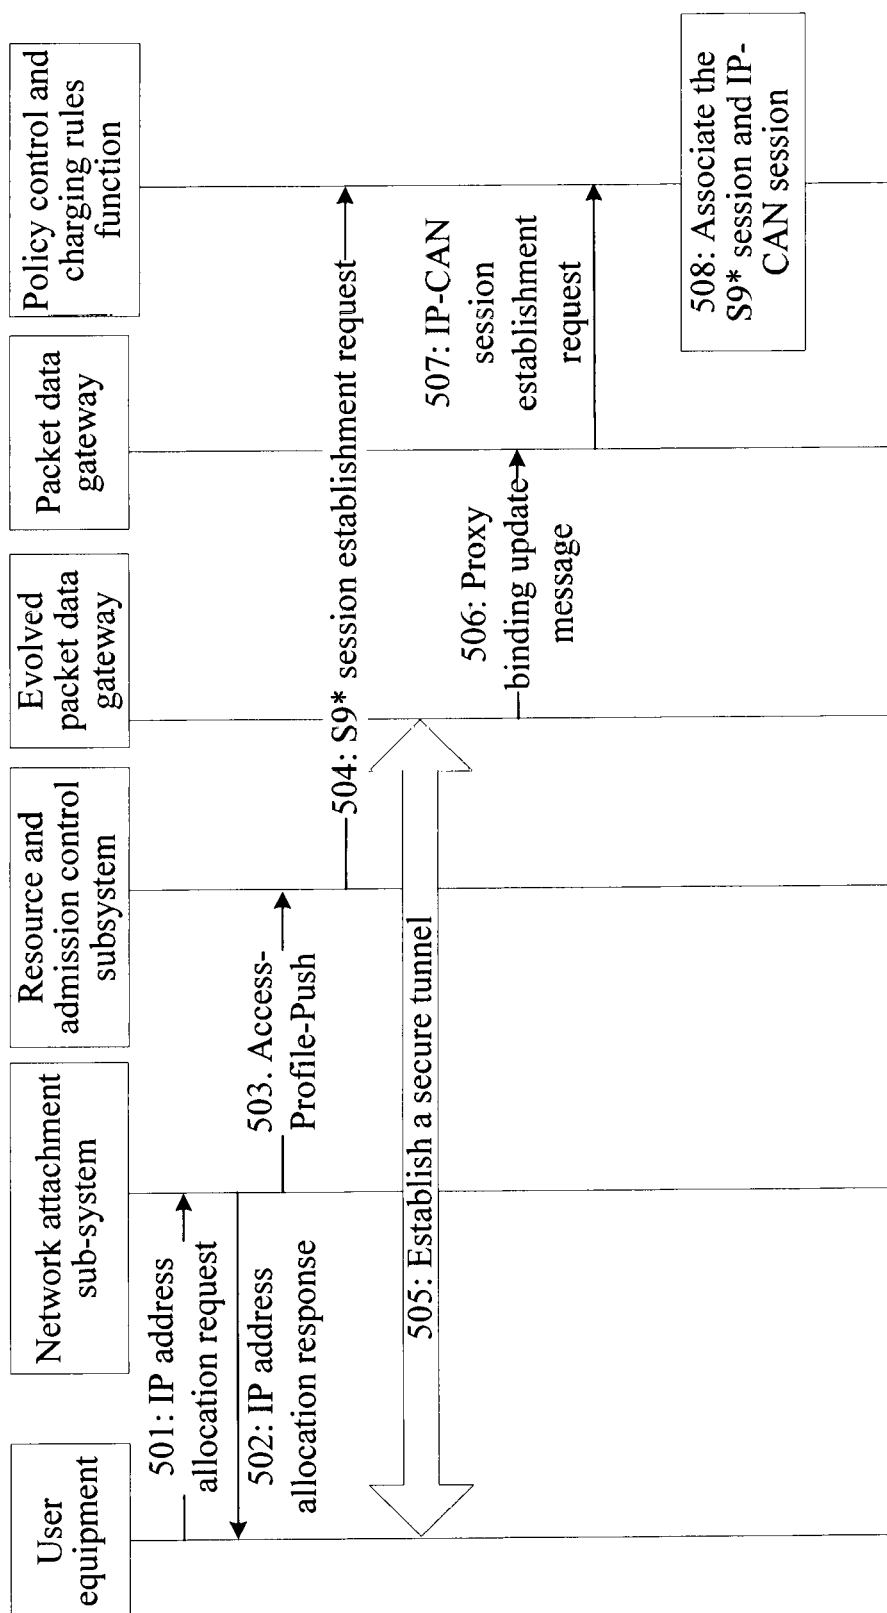 User
equipment
Network attachment
sub-system
Resource and
admission control
subsystem
Evolved
packet data
gateway
Packet data
gateway
Policy control and
charging rules
function
501: IP address
allocation request
502: IP address
allocation response
503. Access-
Profile-Push
504: S9* session establishment request
505: Establish a secure tunnel
506: Proxy
binding update
message
507: IP-CAN
session
establishment
request
508: Associate the
S9* session and IP-
CAN session